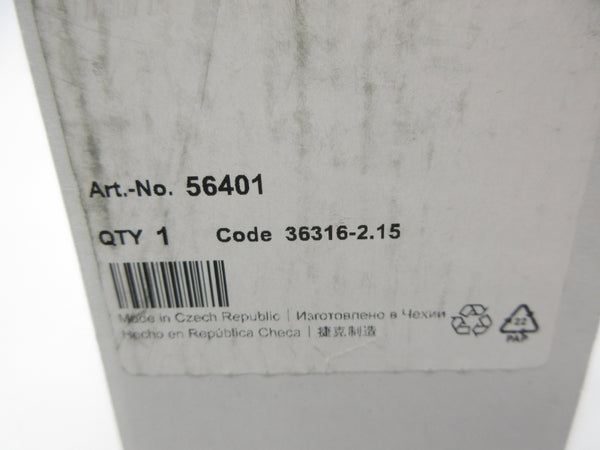 Art.-No. 56401
QTY 1 Code 36316-2.15
Made in Czech Republic | Изготовлено в Чехии
Hecho en República Checa | 捷克制造
22
PAP